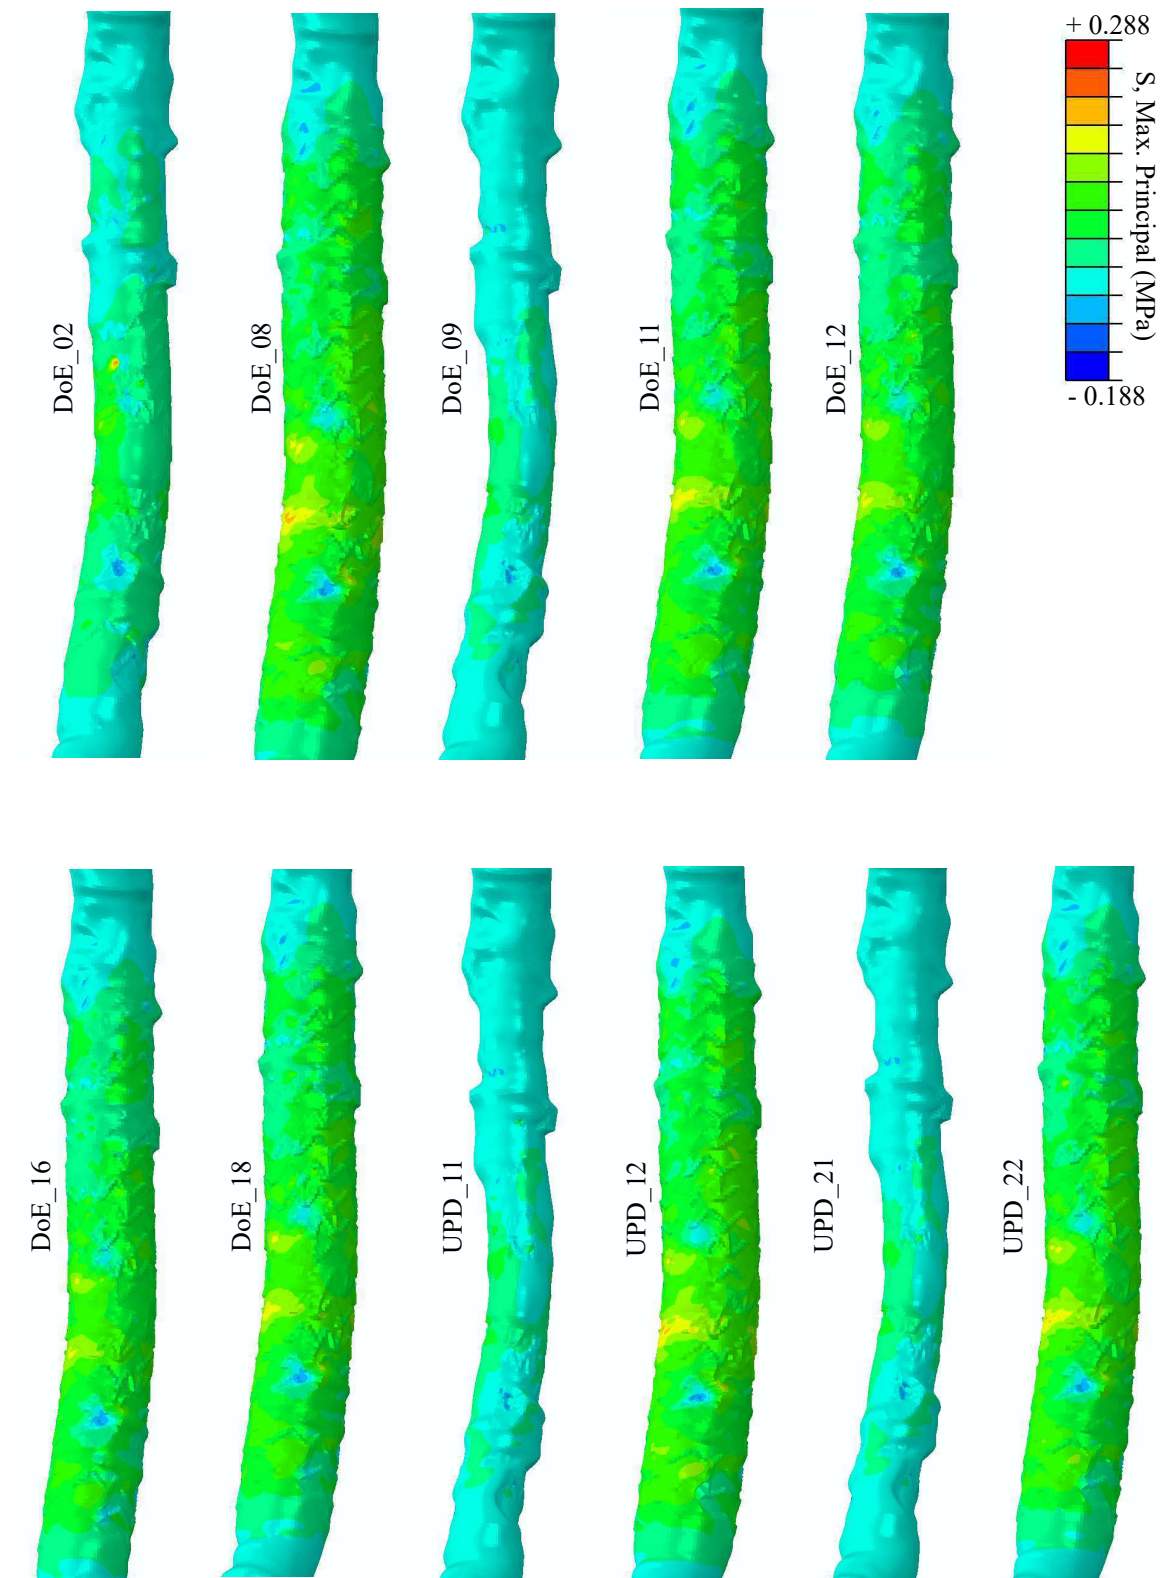 + 0.288
S, Max. Principal (MPa)
- 0.188
DoE_02
DoE_08
DoE_09
DoE_11
DoE_12
DoE_16
DoE_18
UPD_11
UPD_12
UPD_21
UPD_22